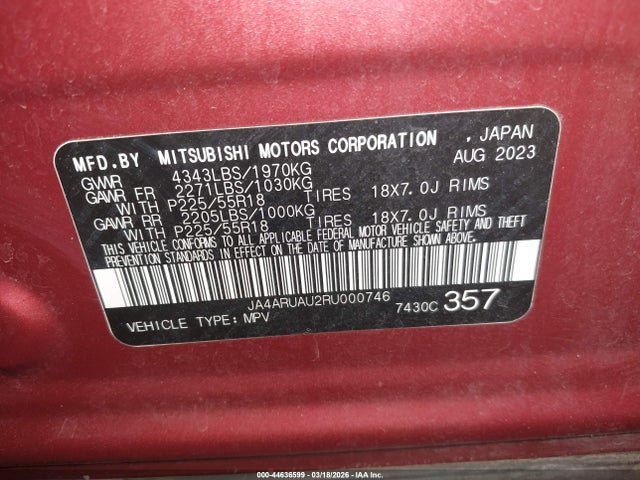 MFD.BY MITSUBISHI MOTORS CORPORATION , JAPAN
AUG 2023
GVWR 4343LBS/1970KG
GAWR FR 2271LBS/1030KG
WITH P225/55R18 TIRES 18X7.0J RIMS
GAWR RR 2205LBS/1000KG
WITH P225/55R18 TIRES 18X7.0J RIMS
THIS VEHICLE CONFORMS TO ALL APPLICABLE FEDERAL MOTOR VEHICLE SAFETY AND THEFT
PREVENTION STANDARDS IN EFFECT ON THE DATE OF MANUFACTURE SHOWN ABOVE.
JA4ARUAU2RU000746
VEHICLE TYPE: MPV 7430C 357
000-44636599 - 03/18/2026 - IAA INC.